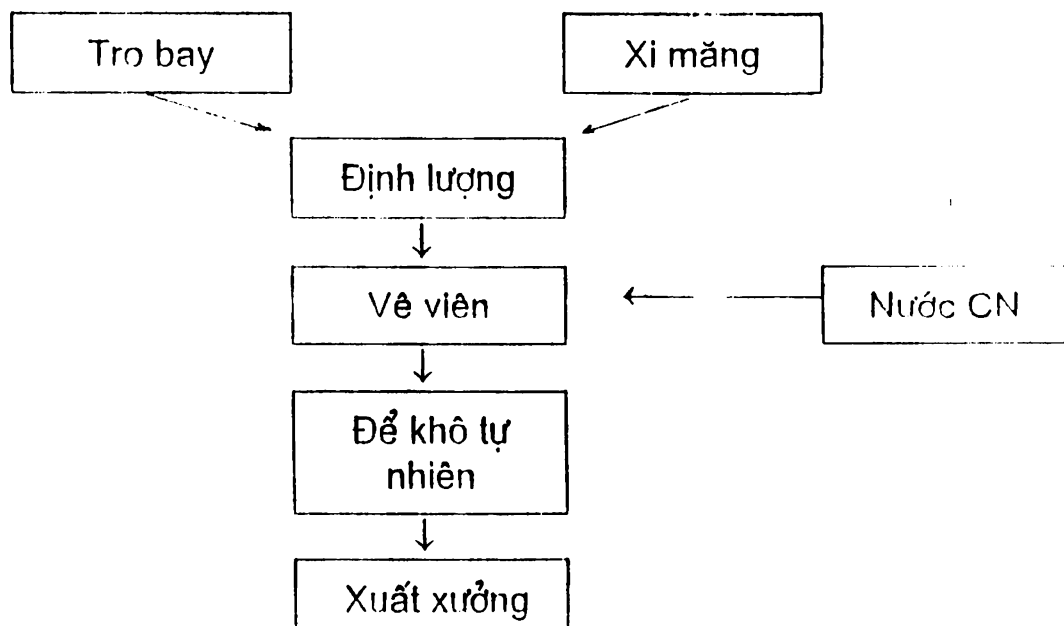 Tro bay
Xi măng
Định lượng
Vê viên
Nước CN
Để khô tự
nhiên
Xuất xưởng